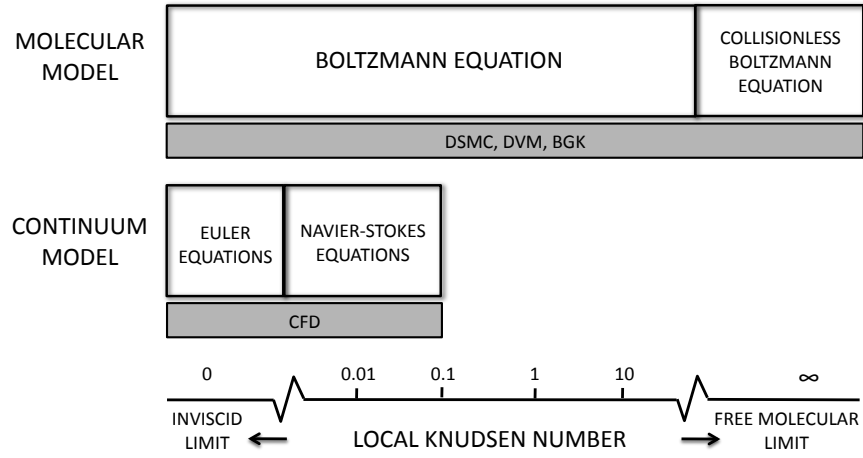 MOLECULAR
MODEL
BOLTZMANN EQUATION
COLLISIONLESS
BOLTZMANN
EQUATION
DSMC, DVM, BGK
CONTINUUM
MODEL
EULER
EQUATIONS
NAVIER-STOKES
EQUATIONS
CFD
0 0.01 0.1 1 10 ∞
INVISCID
LIMIT
LOCAL KNUDSEN NUMBER
FREE MOLECULAR
LIMIT